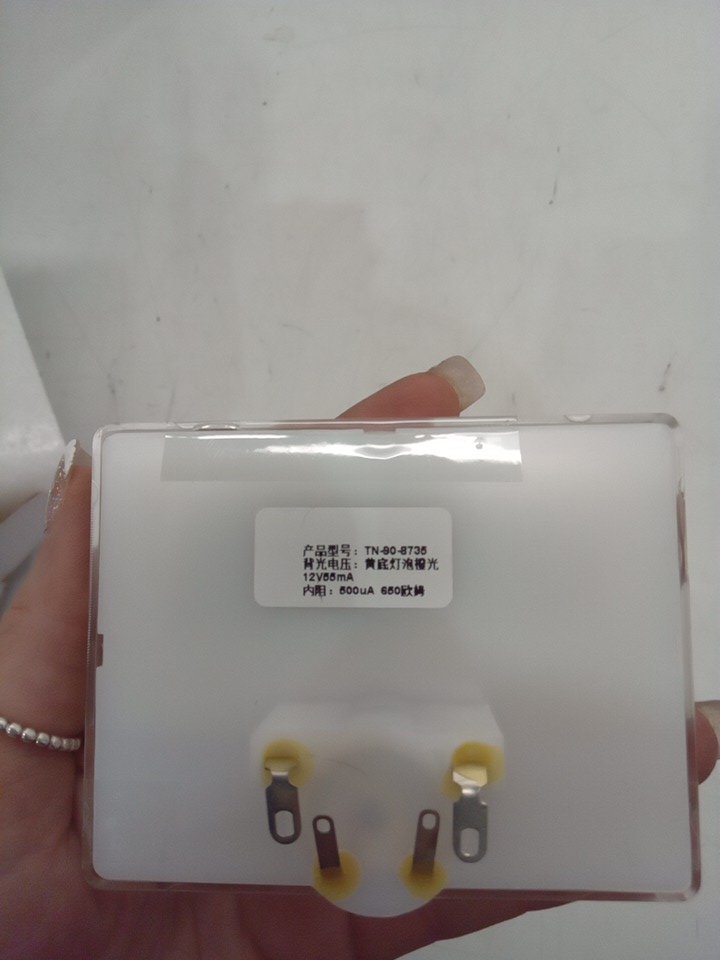 产品型号：TN-90-8735
背光电压：黄底灯泡橙光
12V55mA
内阻：500uA 650欧姆